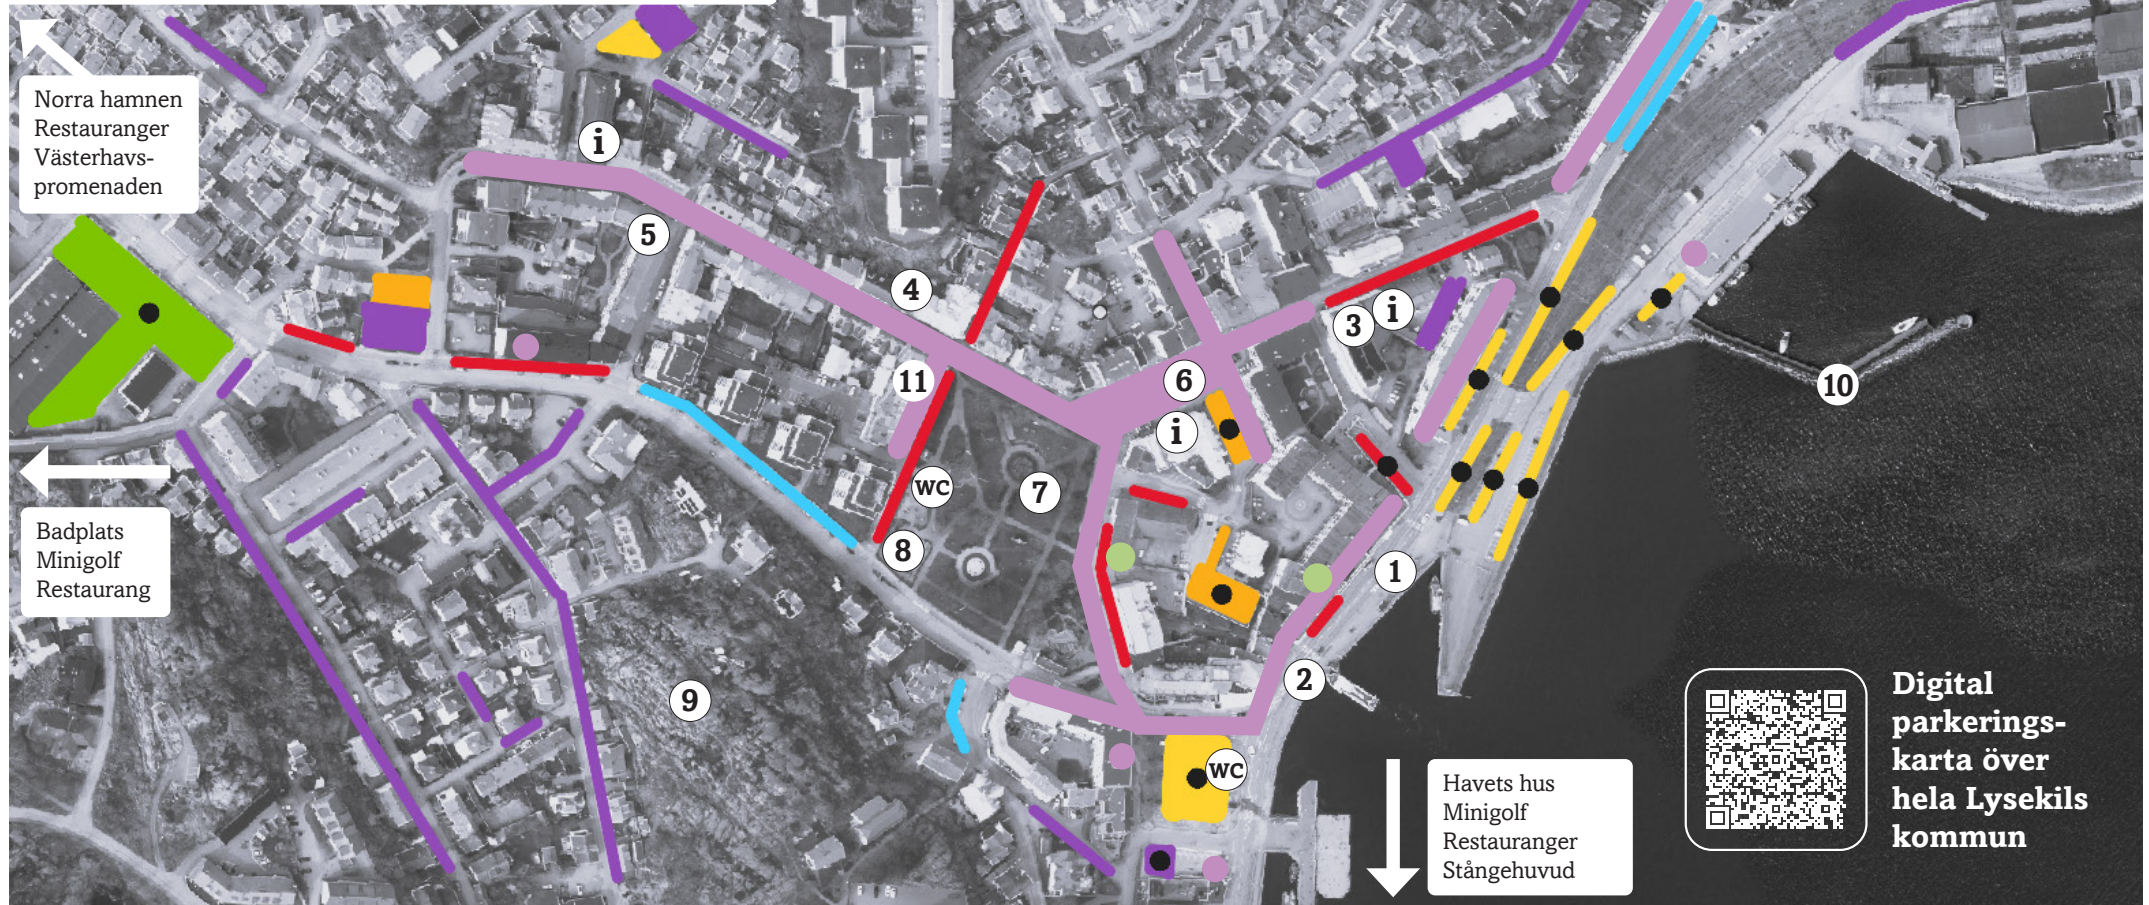 Norra hamnen
Restauranger
Västerhavs-
promenaden
i
5
4
3
i
11
6
i
10
wc
7
8
Badplats
Minigolf
Restaurang
1
2
9
wc
Havets hus
Minigolf
Restauranger
Stångehuvud
Digital
parkerings-
karta över
hela Lysekils
kommun